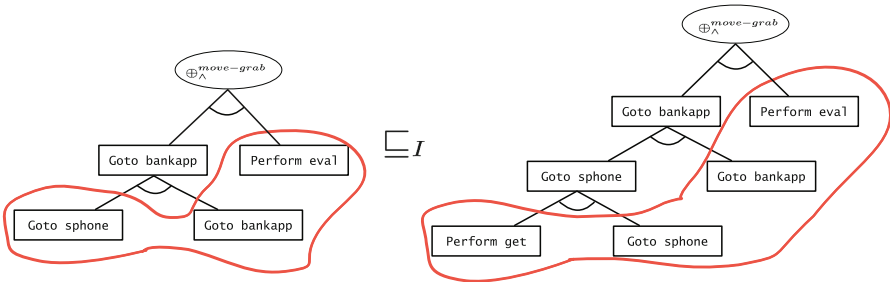 ⊕∧^{move−grab}
Goto bankapp
Perform eval
Goto sphone
Goto bankapp
⊑_I
⊕∧^{move−grab}
Goto bankapp
Perform eval
Goto sphone
Goto bankapp
Perform get
Goto sphone